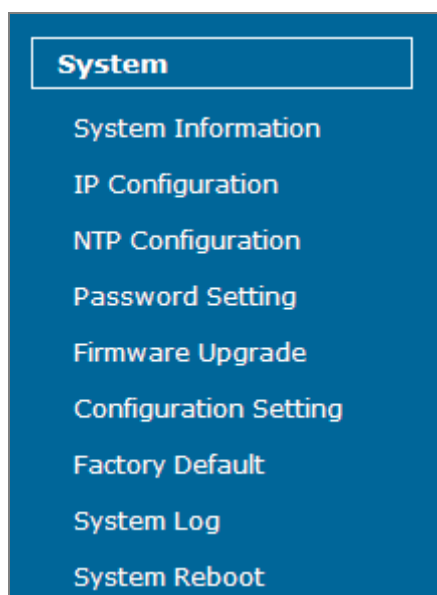 System
System Information
IP Configuration
NTP Configuration
Password Setting
Firmware Upgrade
Configuration Setting
Factory Default
System Log
System Reboot